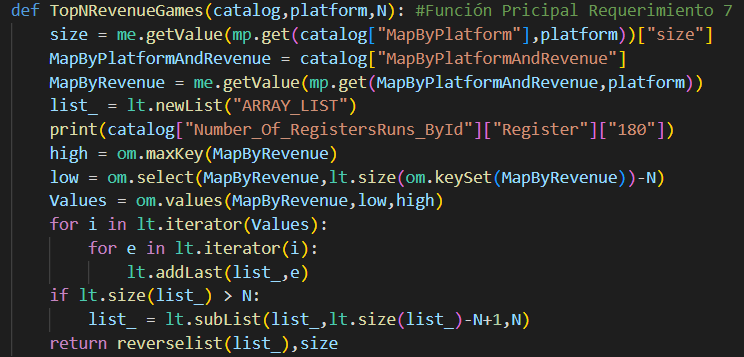 def TopNRevenueGames(catalog,platform,N): #Función Pricipal Requerimiento 7
    size = me.getValue(mp.get(catalog["MapByPlatform"],platform))["size"]
    MapByPlatformAndRevenue = catalog["MapByPlatformAndRevenue"]
    MapByRevenue = me.getValue(mp.get(MapByPlatformAndRevenue,platform))
    list_ = lt.newList("ARRAY_LIST")
    print(catalog["Number_Of_RegistersRuns_ById"]["Register"]["180"])
    high = om.maxKey(MapByRevenue)
    low = om.select(MapByRevenue,lt.size(om.keySet(MapByRevenue))-N)
    Values = om.values(MapByRevenue,low,high)
    for i in lt.iterator(Values):
        for e in lt.iterator(i):
            lt.addLast(list_,e)
    if lt.size(list_) > N:
        list_ = lt.subList(list_,lt.size(list_)-N+1,N)
    return reverselist(list_),size